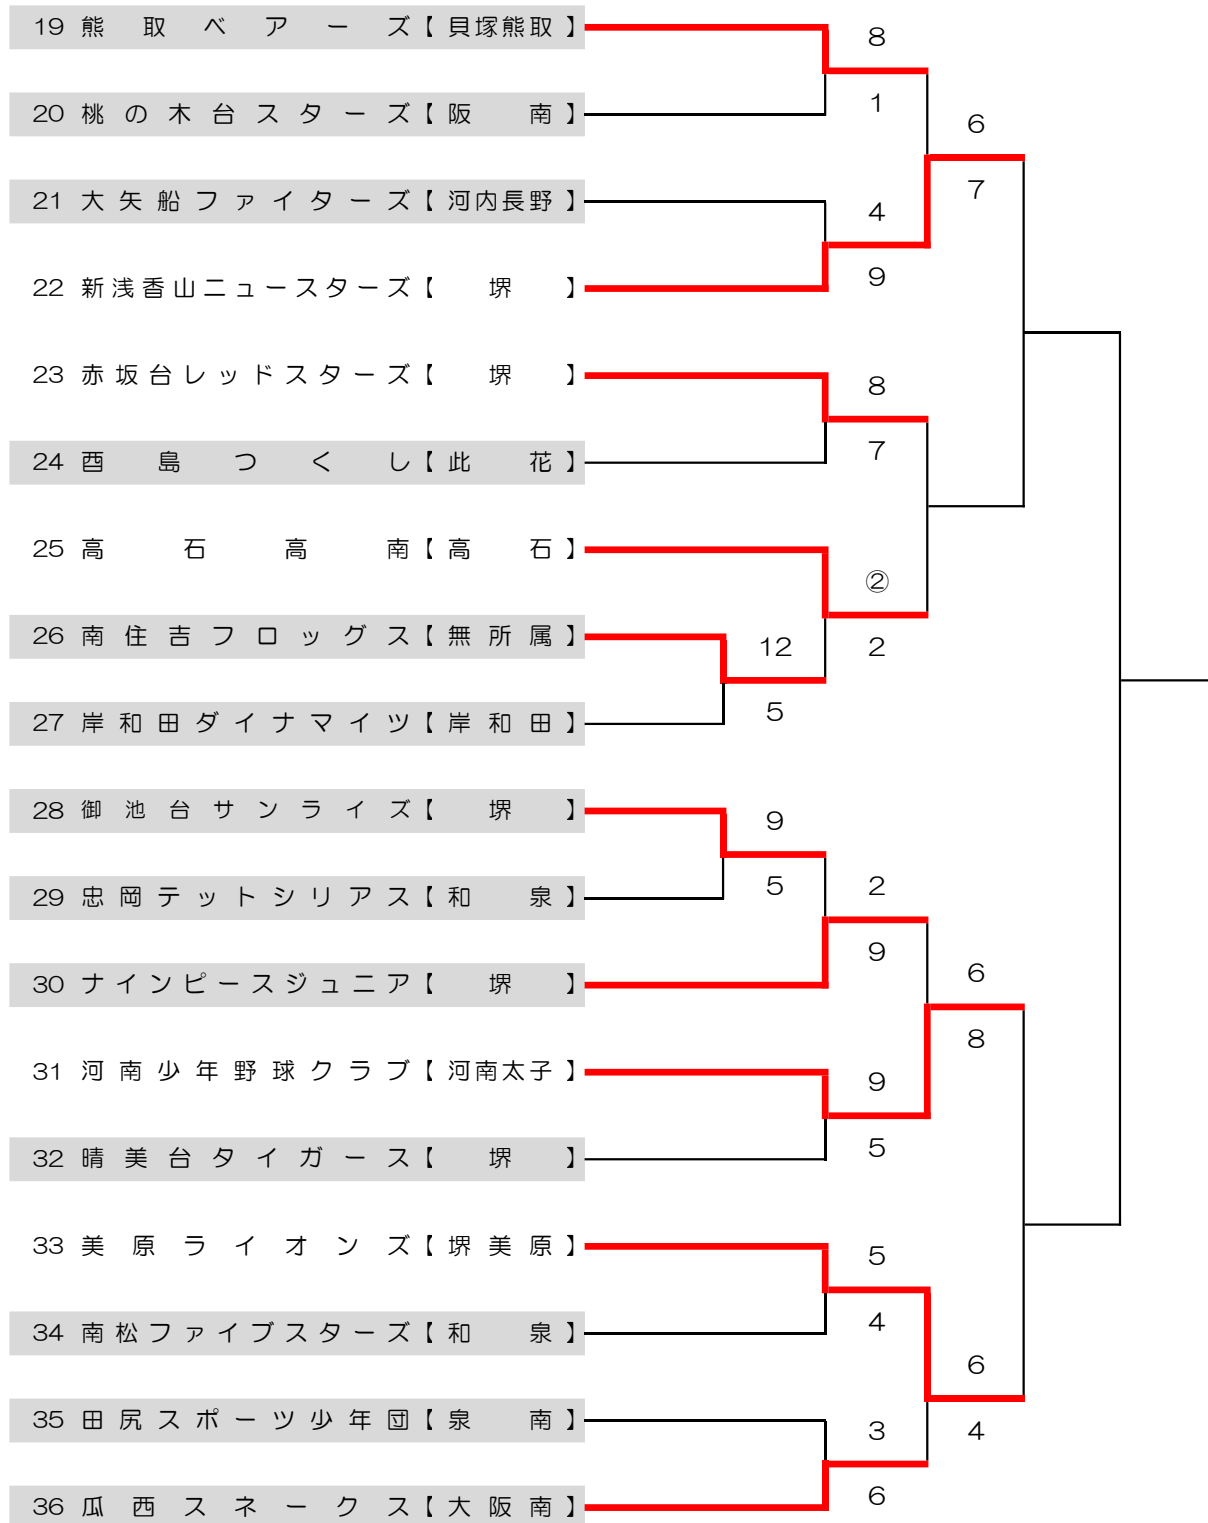 19 熊取ベアーズ【貝塚熊取】
8
1
20 桃の木台スターズ【阪南】
6
7
21 大矢船ファイターズ【河内長野】
4
9
22 新浅香山ニュースターズ【堺】
23 赤坂台レッドスターズ【堺】
8
7
24 酉島つくし【此花】
25 高石高南【高石】
②
2
26 南住吉フロッグス【無所属】
12
5
27 岸和田ダイナマイツ【岸和田】
28 御池台サンライズ【堺】
9
5
29 忠岡テットシリアス【和泉】
2
9
30 ナインピースジュニア【堺】
6
8
31 河南少年野球クラブ【河南太子】
9
5
32 晴美台タイガース【堺】
33 美原ライオンズ【堺美原】
5
4
34 南松ファイブスターズ【和泉】
6
4
35 田尻スポーツ少年団【泉南】
3
6
36 瓜西スネークス【大阪南】